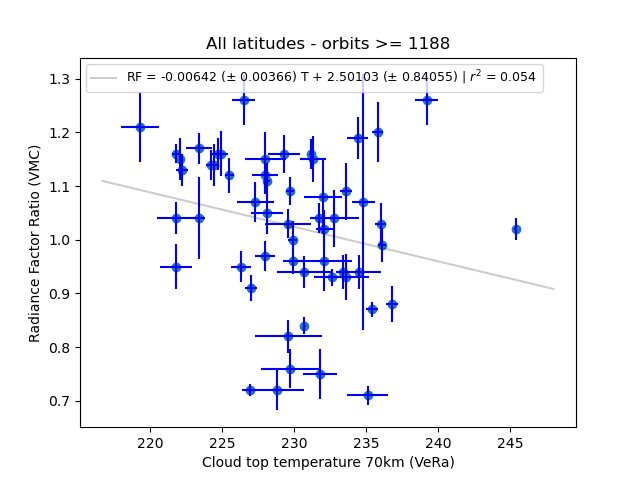 All latitudes - orbits >= 1188
RF = -0.00642 (± 0.00366) T + 2.50103 (± 0.84055) | r² = 0.054
Radiance Factor Ratio (VMC)
1.3
1.2
1.1
1.0
0.9
0.8
0.7
220 225 230 235 240 245
Cloud top temperature 70km (VeRa)